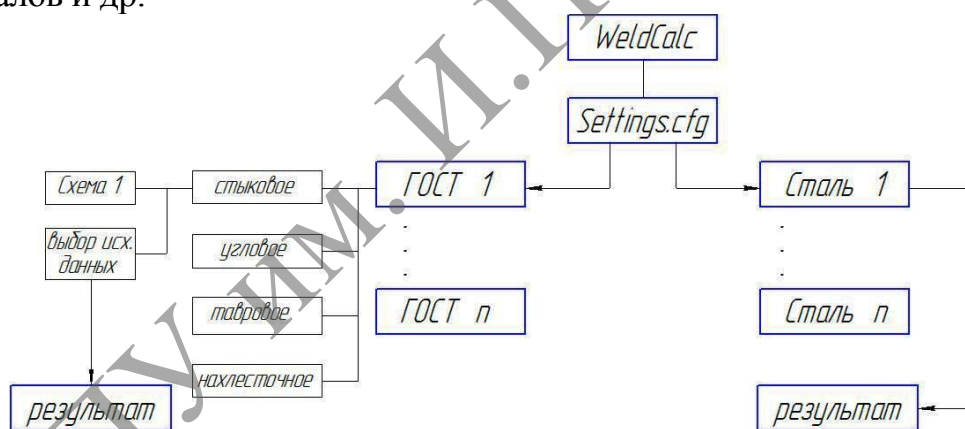 алов и др.
WeldCalc
Settings.cfg
Схема 1
стыковое
ГОСТ 1
Сталь 1
выбор исх.
данных
угловое
тавровое
ГОСТ n
Сталь n
нахлесточное
результат
результат
У им. И.